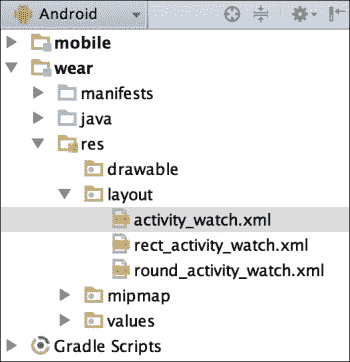 Android
mobile
wear
manifests
java
res
drawable
layout
activity_watch.xml
rect_activity_watch.xml
round_activity_watch.xml
mipmap
values
Gradle Scripts